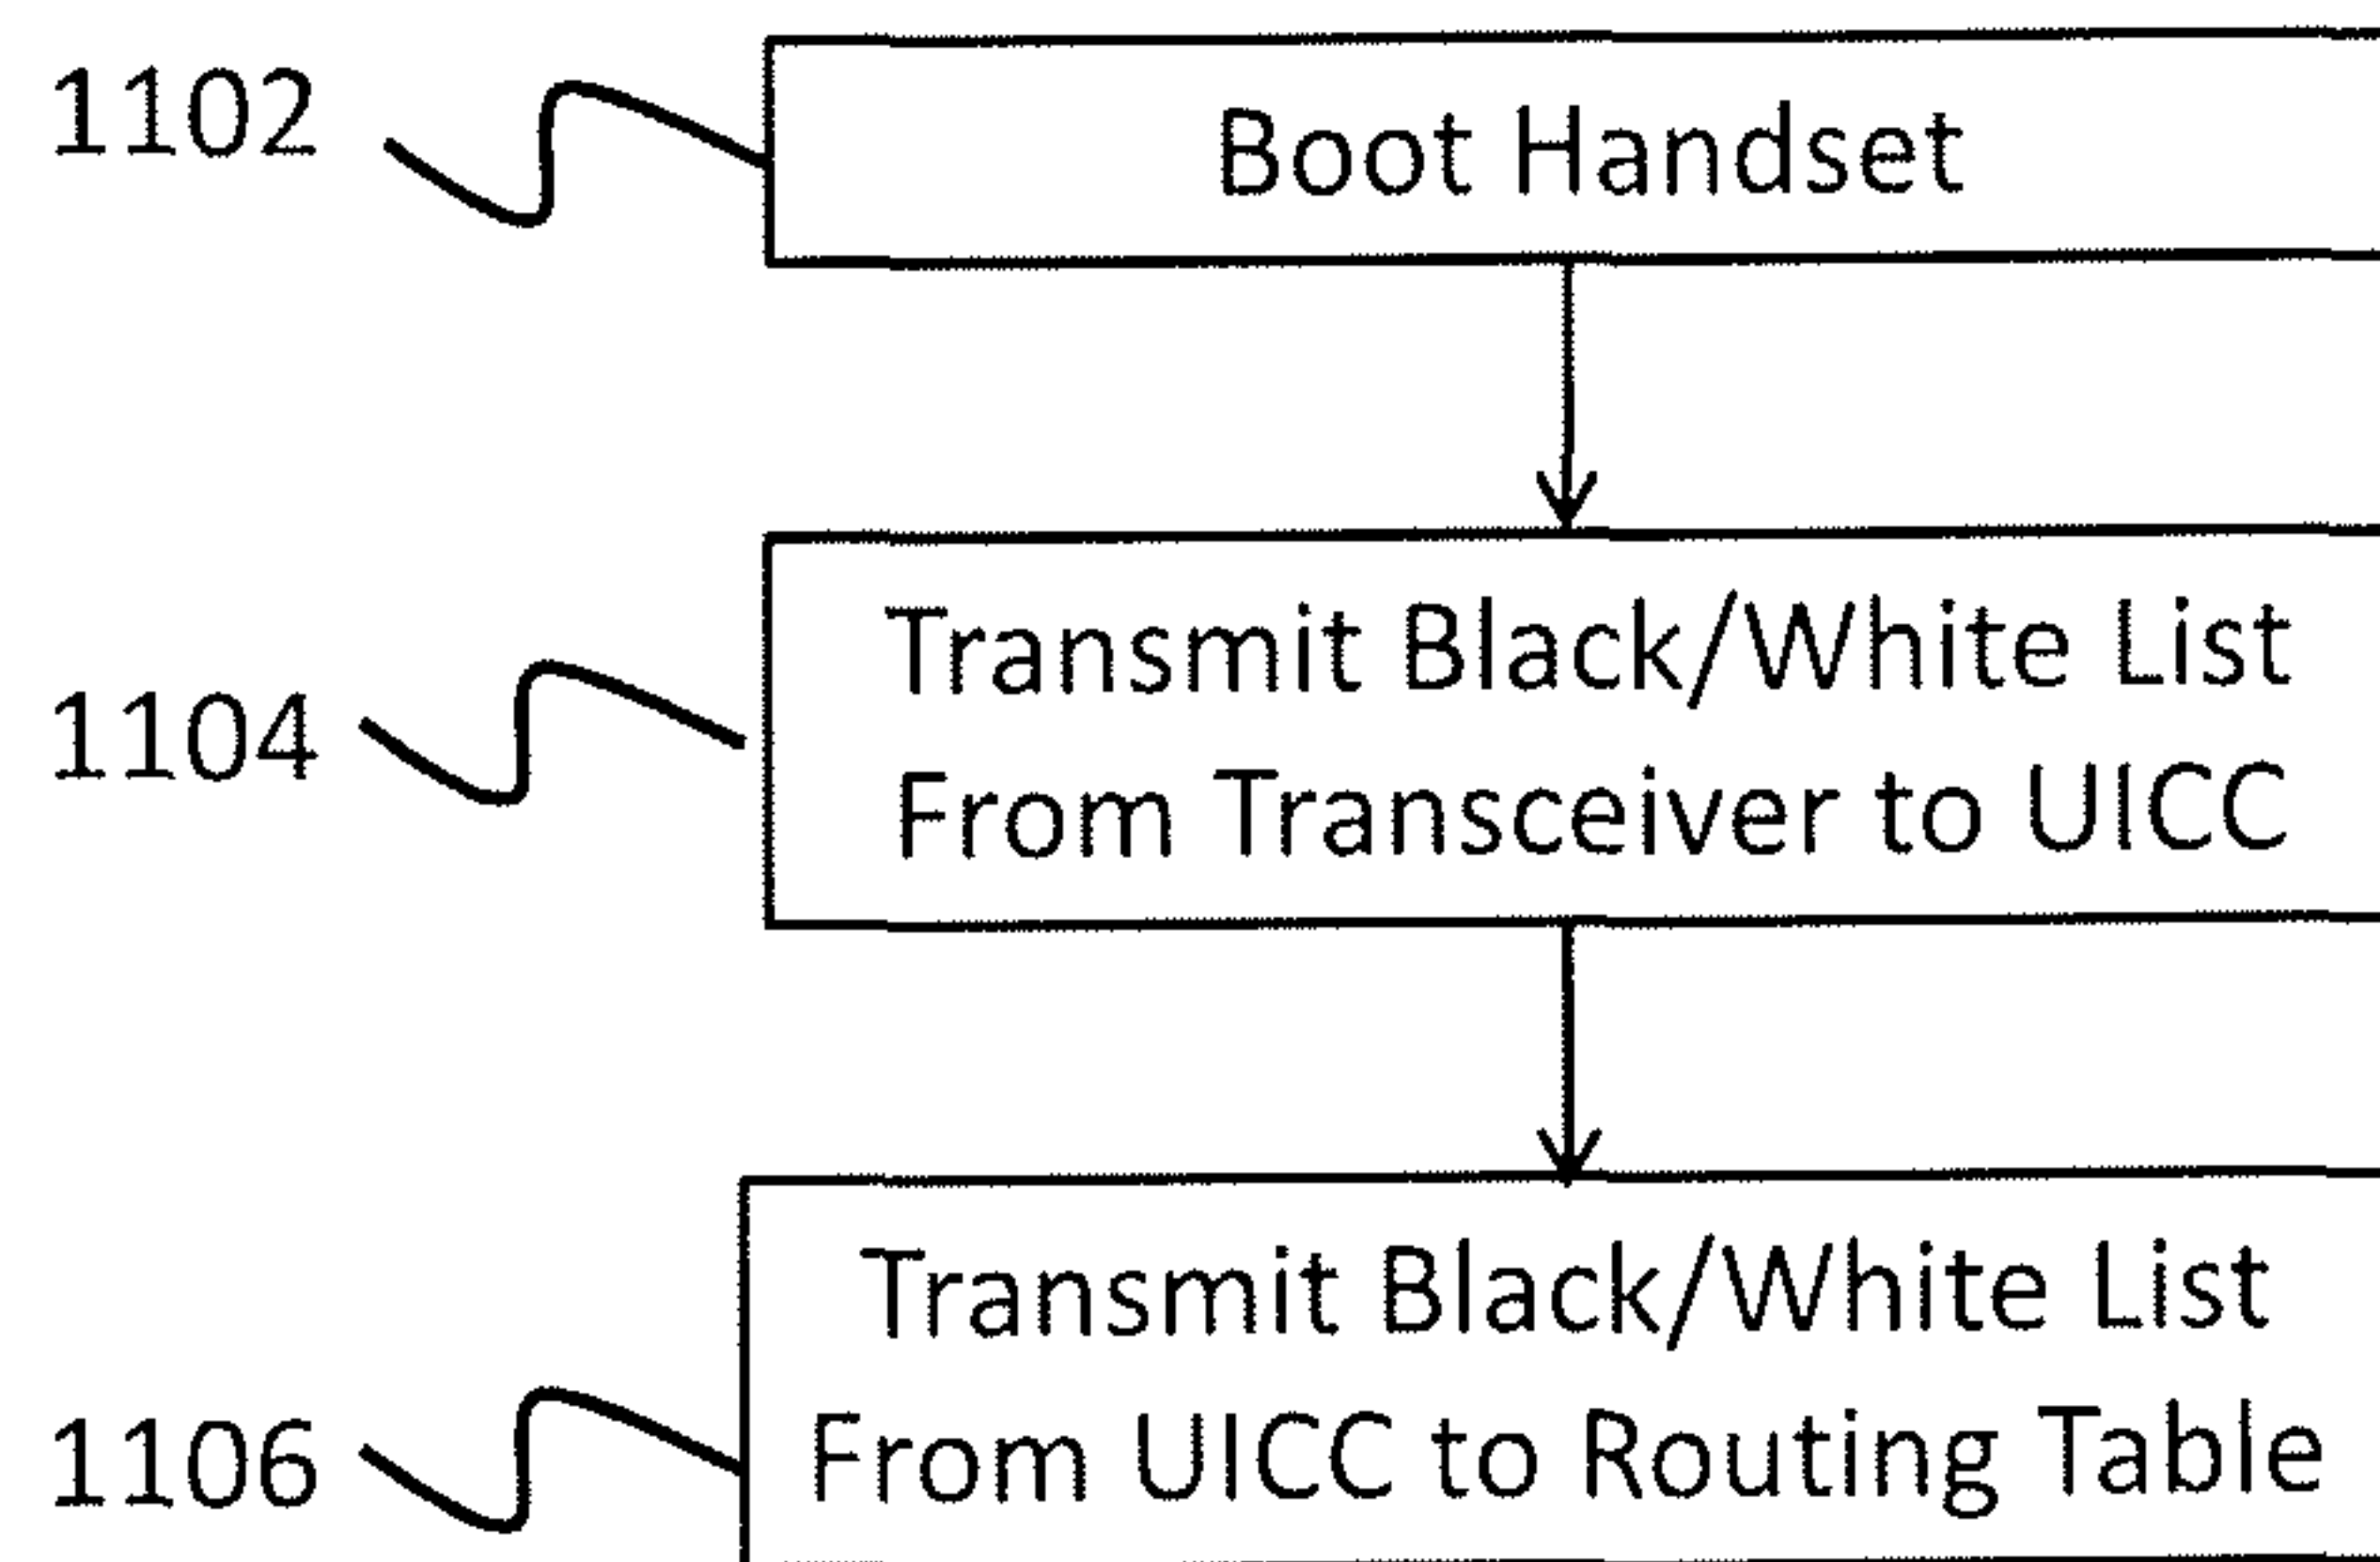 1102
Boot Handset
1104
Transmit Black/White List
From Transceiver to UICC
1106
Transmit Black/White List
From UICC to Routing Table